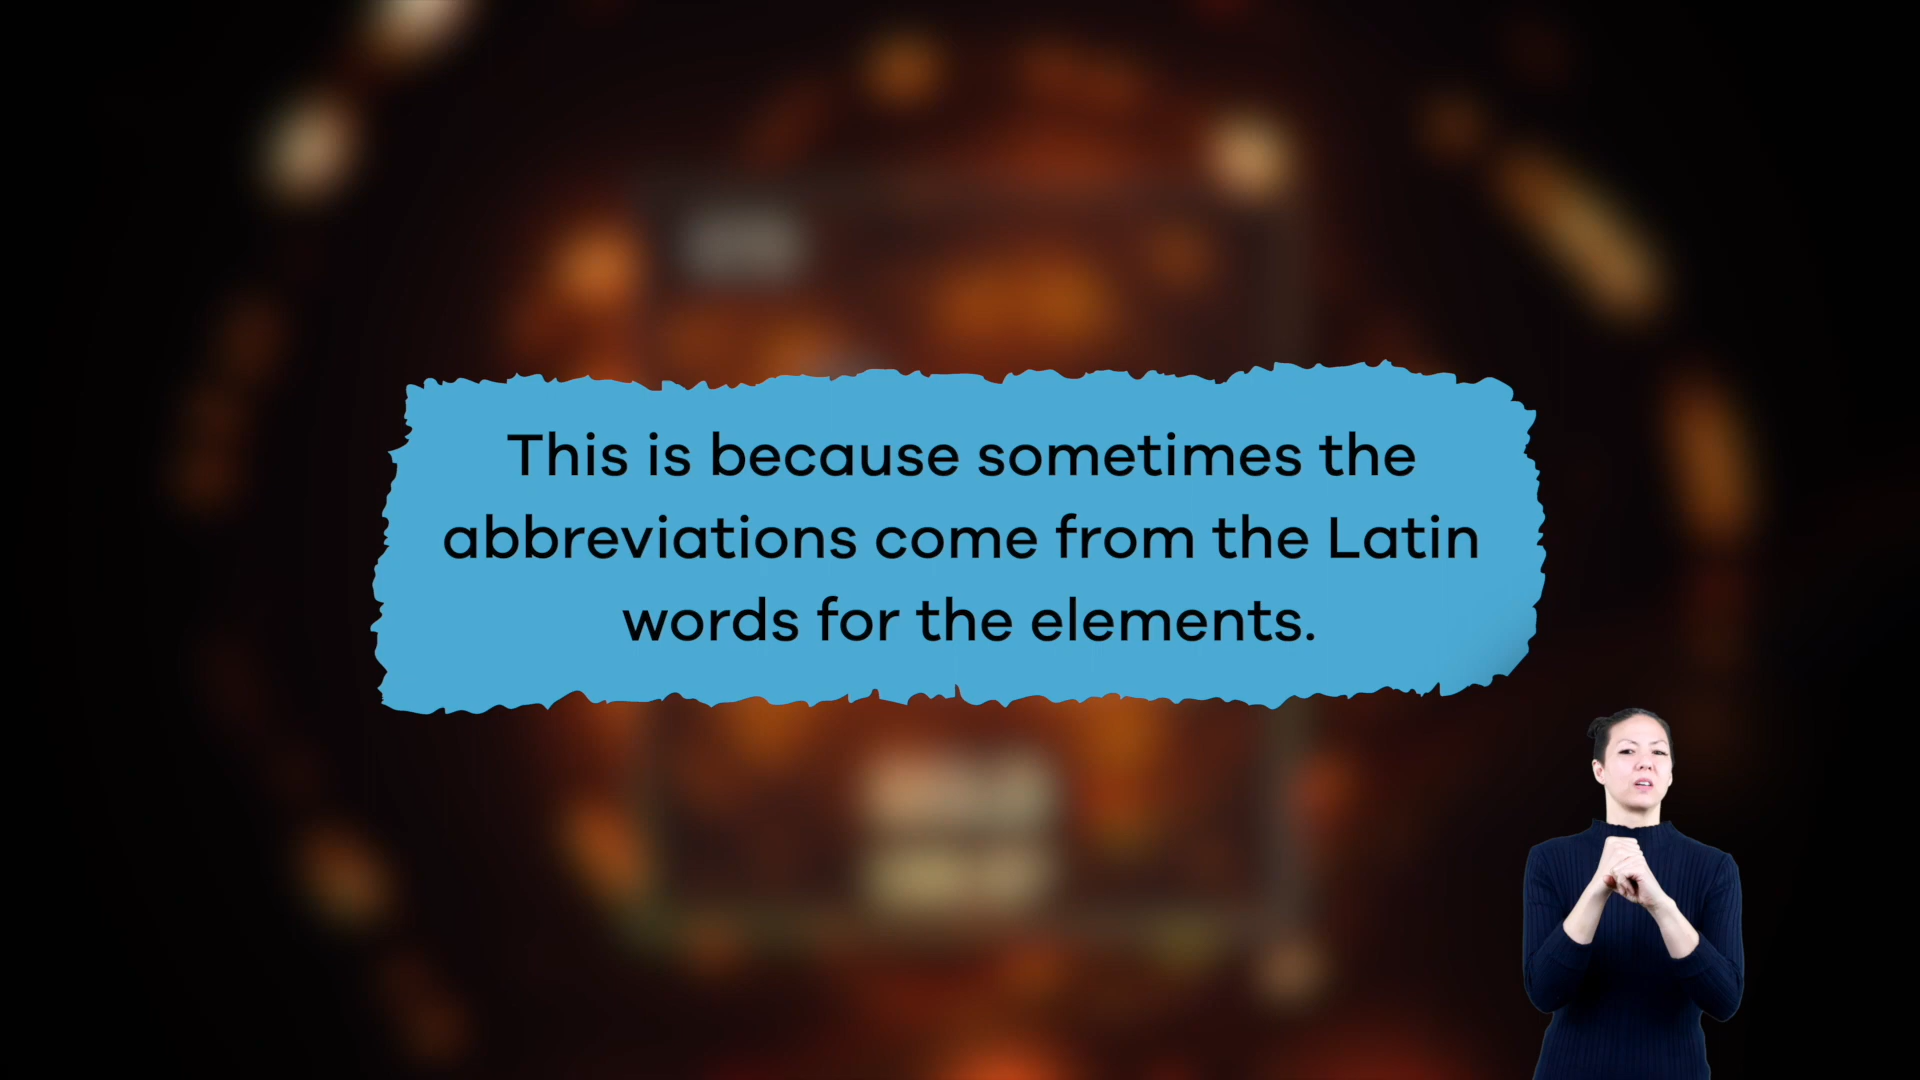 This is because sometimes the
abbreviations come from the Latin
words for the elements.